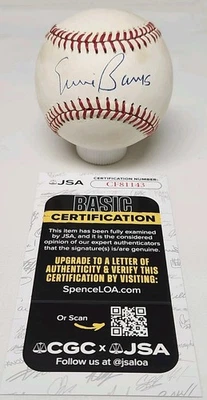 Ernie Banks
JSA
CERTIFICATION NUMBER
CF81143
BASIC
CERTIFICATION
This item has been fully examined
by JSA, and it is the considered
opinion of our expert authenticators
that the signature(s) is/are genuine.
UPGRADE TO A LETTER OF
AUTHENTICITY & VERIFY THIS
CERTIFICATION BY VISITING:
SpenceLOA.com
Or Scan
CGC x JSA
Follow us at @jsaloa